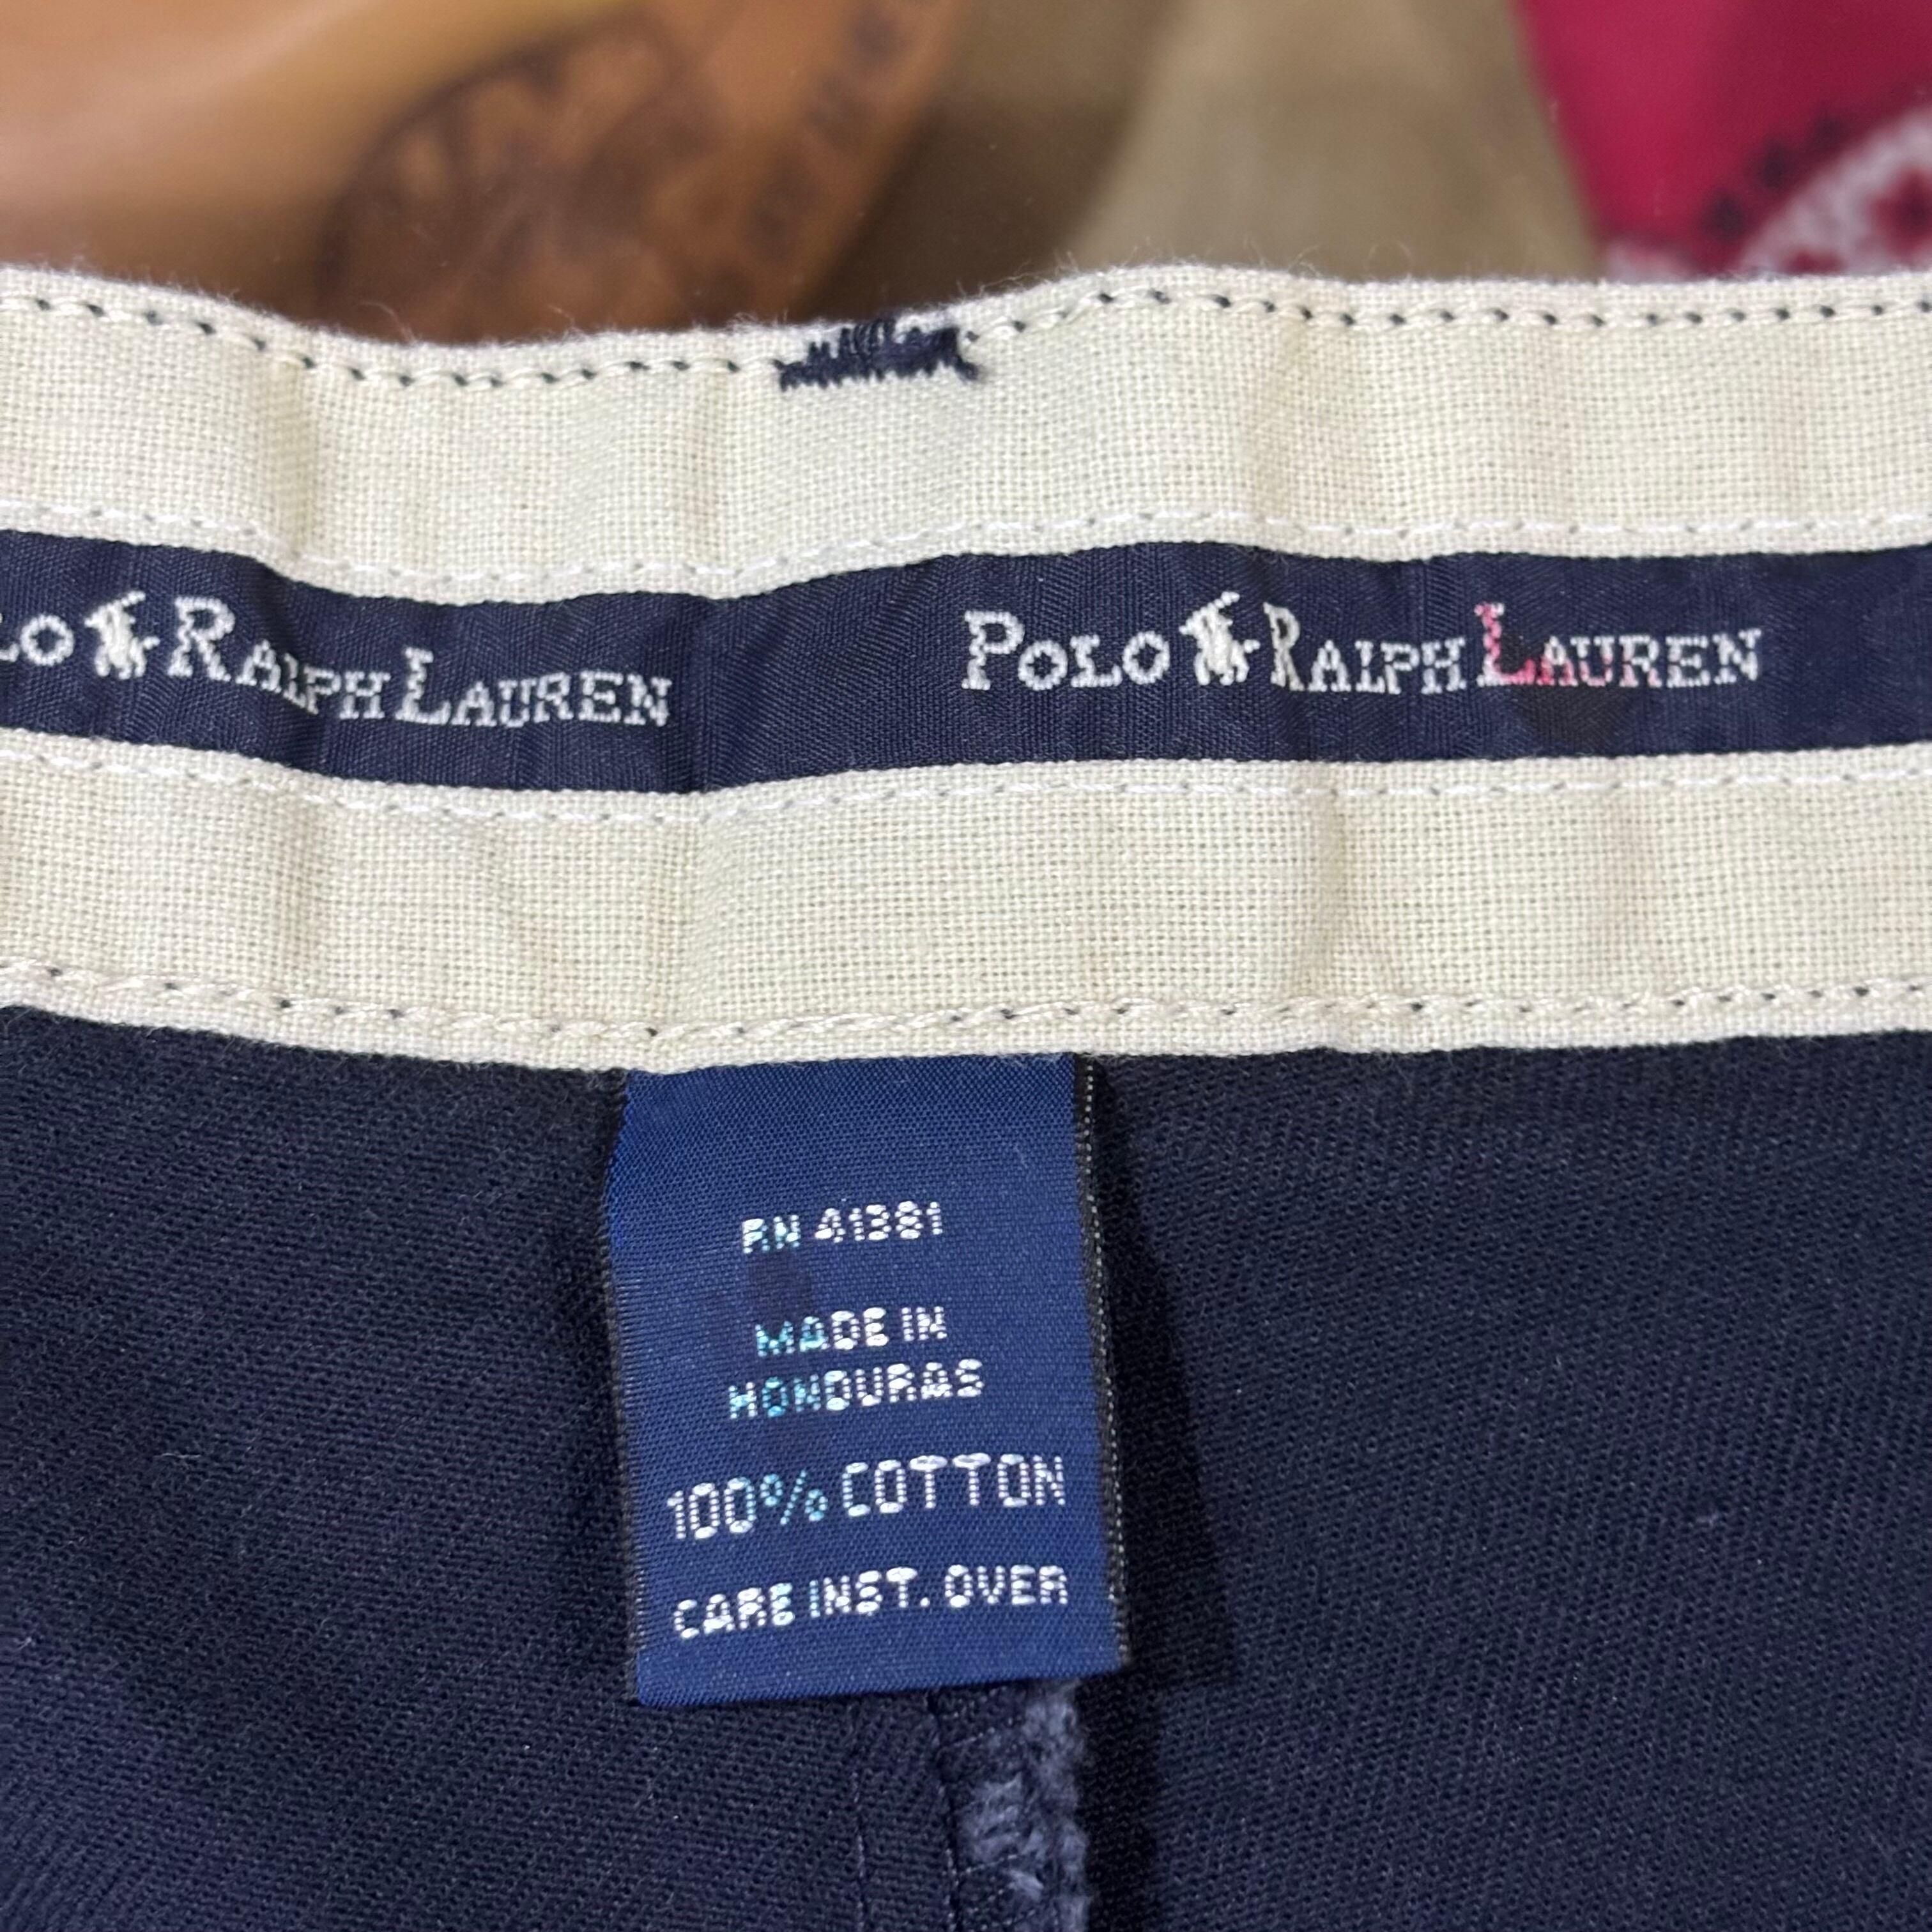 LO RALPH LAUREN
POLO RALPH LAUREN
RN 41381
MADE IN
HONDURAS
100% COTTON
CARE INST. OVER